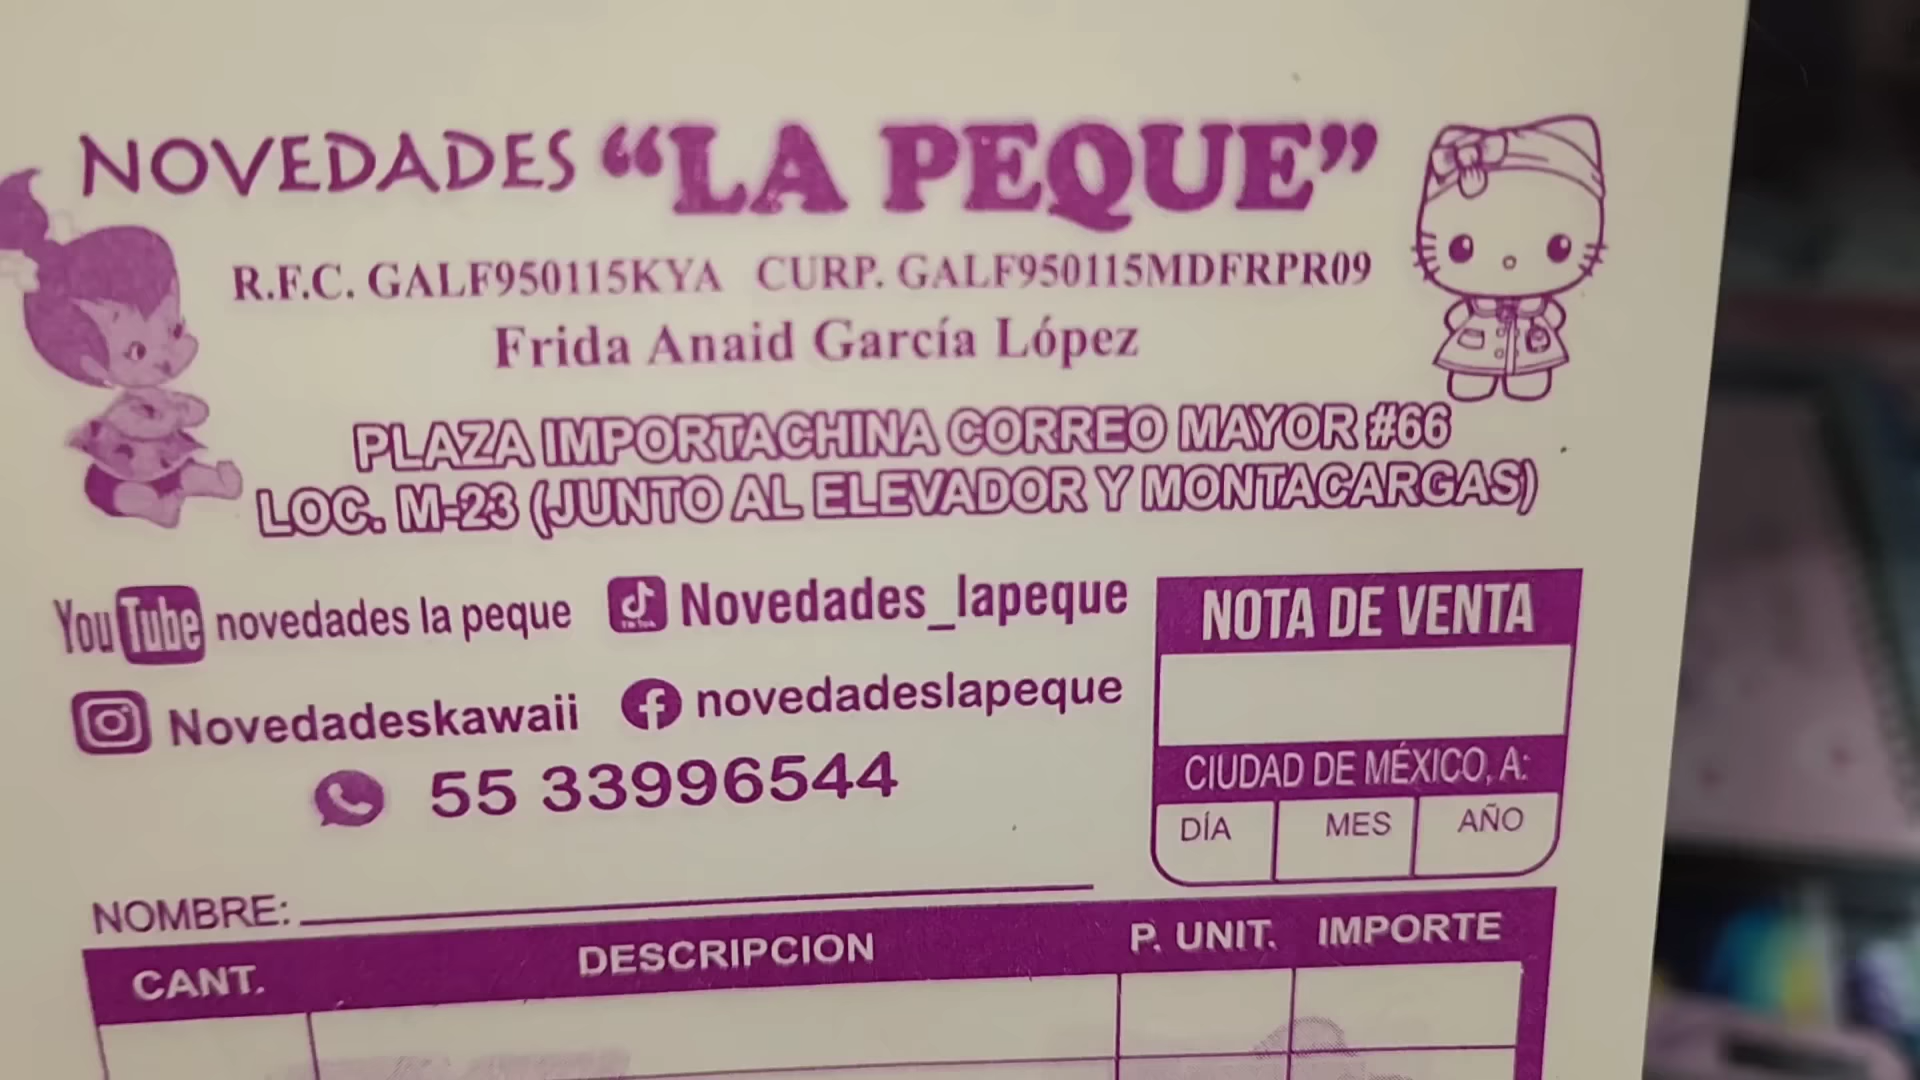 NOVEDADES “LA PEQUE”
R.F.C. GALF950115KYA CURP. GALF950115MDFRPR09
Frida Anaid García López
PLAZA IMPORTACHINA CORREO MAYOR #66
LOC. M-23 (JUNTO AL ELEVADOR Y MONTACARGAS)
YouTube novedades la peque
TikTok Novedades_lapeque
Novedadeskawaii
novedadeslapeque
55 33996544
NOTA DE VENTA
CIUDAD DE MÉXICO, A:
DÍA MES AÑO
NOMBRE:
CANT. DESCRIPCION P. UNIT. IMPORTE